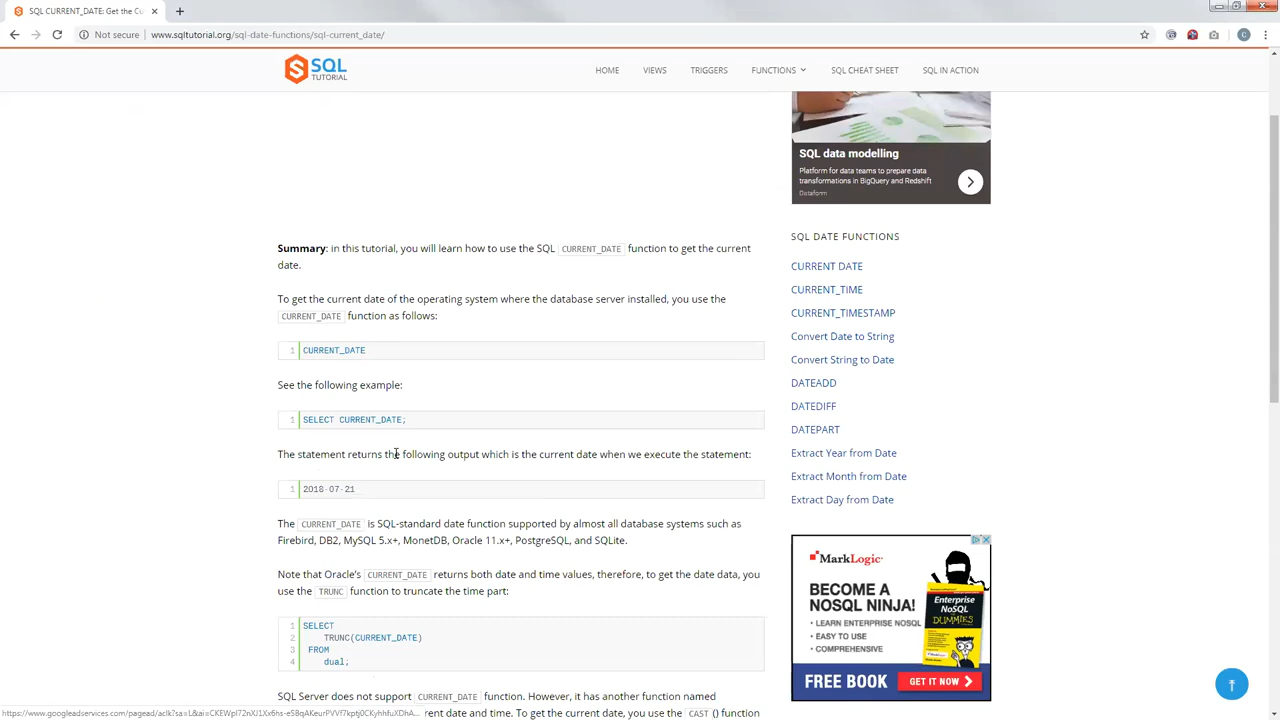 SQL CURRENT_DATE: Get the Cu
Not secure | www.sqltutorial.org/sql-date-functions/sql-current_date/
C
SQL
TUTORIAL
HOME
VIEWS
TRIGGERS
FUNCTIONS
SQL CHEAT SHEET
SQL IN ACTION
SQL data modelling
Platform for data teams to prepare data
transformations in BigQuery and Redshift
Dataform
Summary: in this tutorial, you will learn how to use the SQL CURRENT_DATE function to get the current
date.
To get the current date of the operating system where the database server installed, you use the
CURRENT_DATE function as follows:
1 CURRENT_DATE
See the following example:
1 SELECT CURRENT_DATE;
The statement returns the following output which is the current date when we execute the statement:
1 2018-07-21
The CURRENT_DATE is SQL-standard date function supported by almost all database systems such as
Firebird, DB2, MySQL 5.x+, MonetDB, Oracle 11.x+, PostgreSQL, and SQLite.
Note that Oracle's CURRENT_DATE returns both date and time values, therefore, to get the date data, you
use the TRUNC function to truncate the time part:
1 SELECT
2 TRUNC(CURRENT_DATE)
3 FROM
4 dual;
SQL Server does not support CURRENT_DATE function. However, it has another function named
rent date and time. To get the current date, you use the CAST () function
SQL DATE FUNCTIONS
CURRENT DATE
CURRENT_TIME
CURRENT_TIMESTAMP
Convert Date to String
Convert String to Date
DATEADD
DATEDIFF
DATEPART
Extract Year from Date
Extract Month from Date
Extract Day from Date
MarkLogic
BECOME A
NOSQL NINJA!
LEARN ENTERPRISE NOSQL
EASY TO USE
COMPREHENSIVE
Enterprise
NoSQL
DUMMIES
FREE BOOK
GET IT NOW